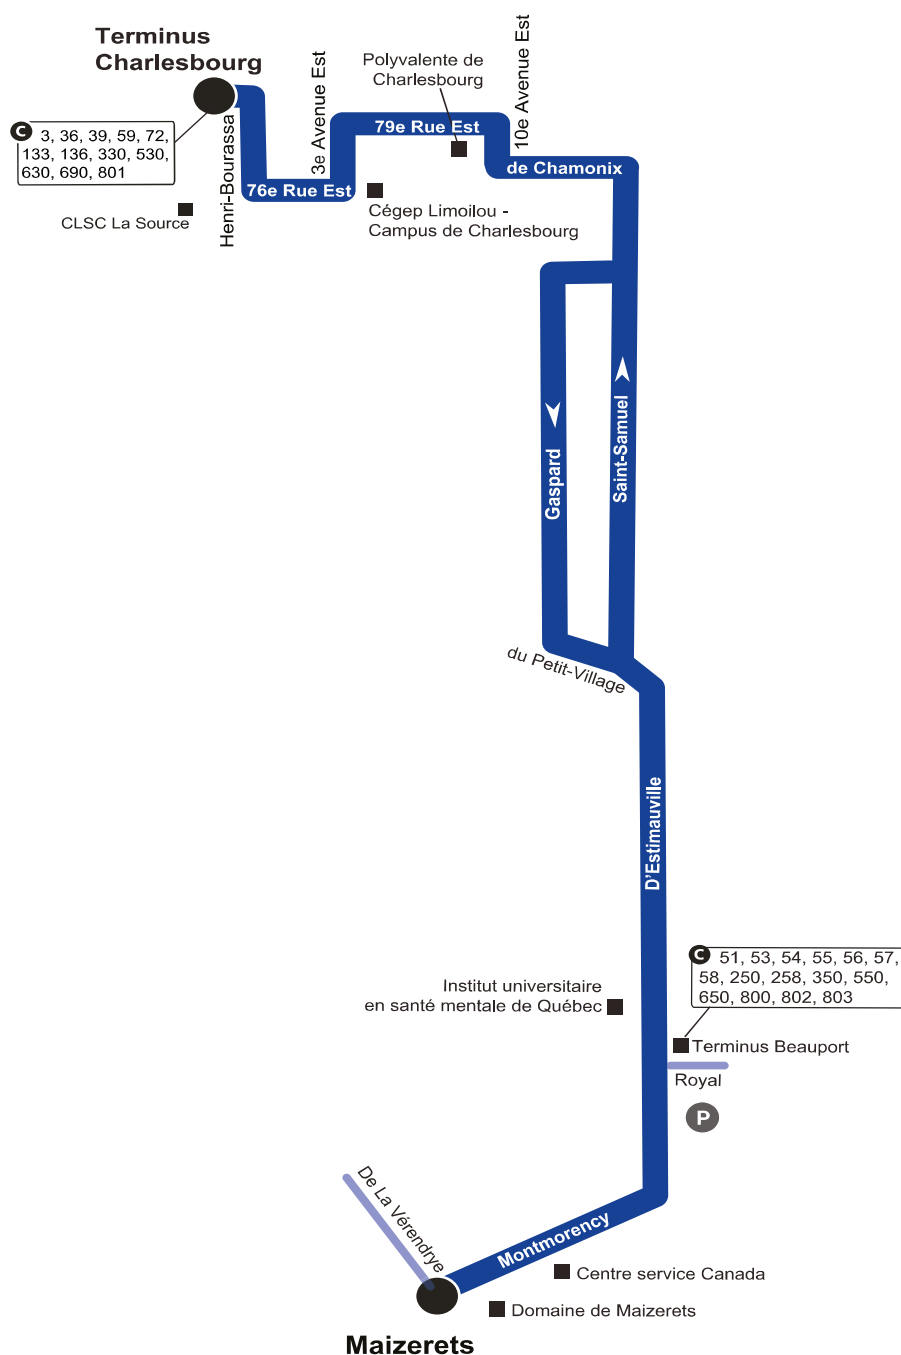 Terminus
Charlesbourg
C 3, 36, 39, 59, 72,
133, 136, 330, 530,
630, 690, 801
CLSC La Source
Henri-Bourassa
76e Rue Est
3e Avenue Est
79e Rue Est
Polyvalente de
Charlesbourg
Cégep Limoilou -
Campus de Charlesbourg
10e Avenue Est
de Chamonix
Gaspard
Saint-Samuel
du Petit-Village
D'Estimauville
C 51, 53, 54, 55, 56, 57,
58, 250, 258, 350, 550,
650, 800, 802, 803
Institut universitaire
en santé mentale de Québec
Terminus Beauport
Royal
P
De La Vérendrye
Montmorency
Centre service Canada
Domaine de Maizerets
Maizerets